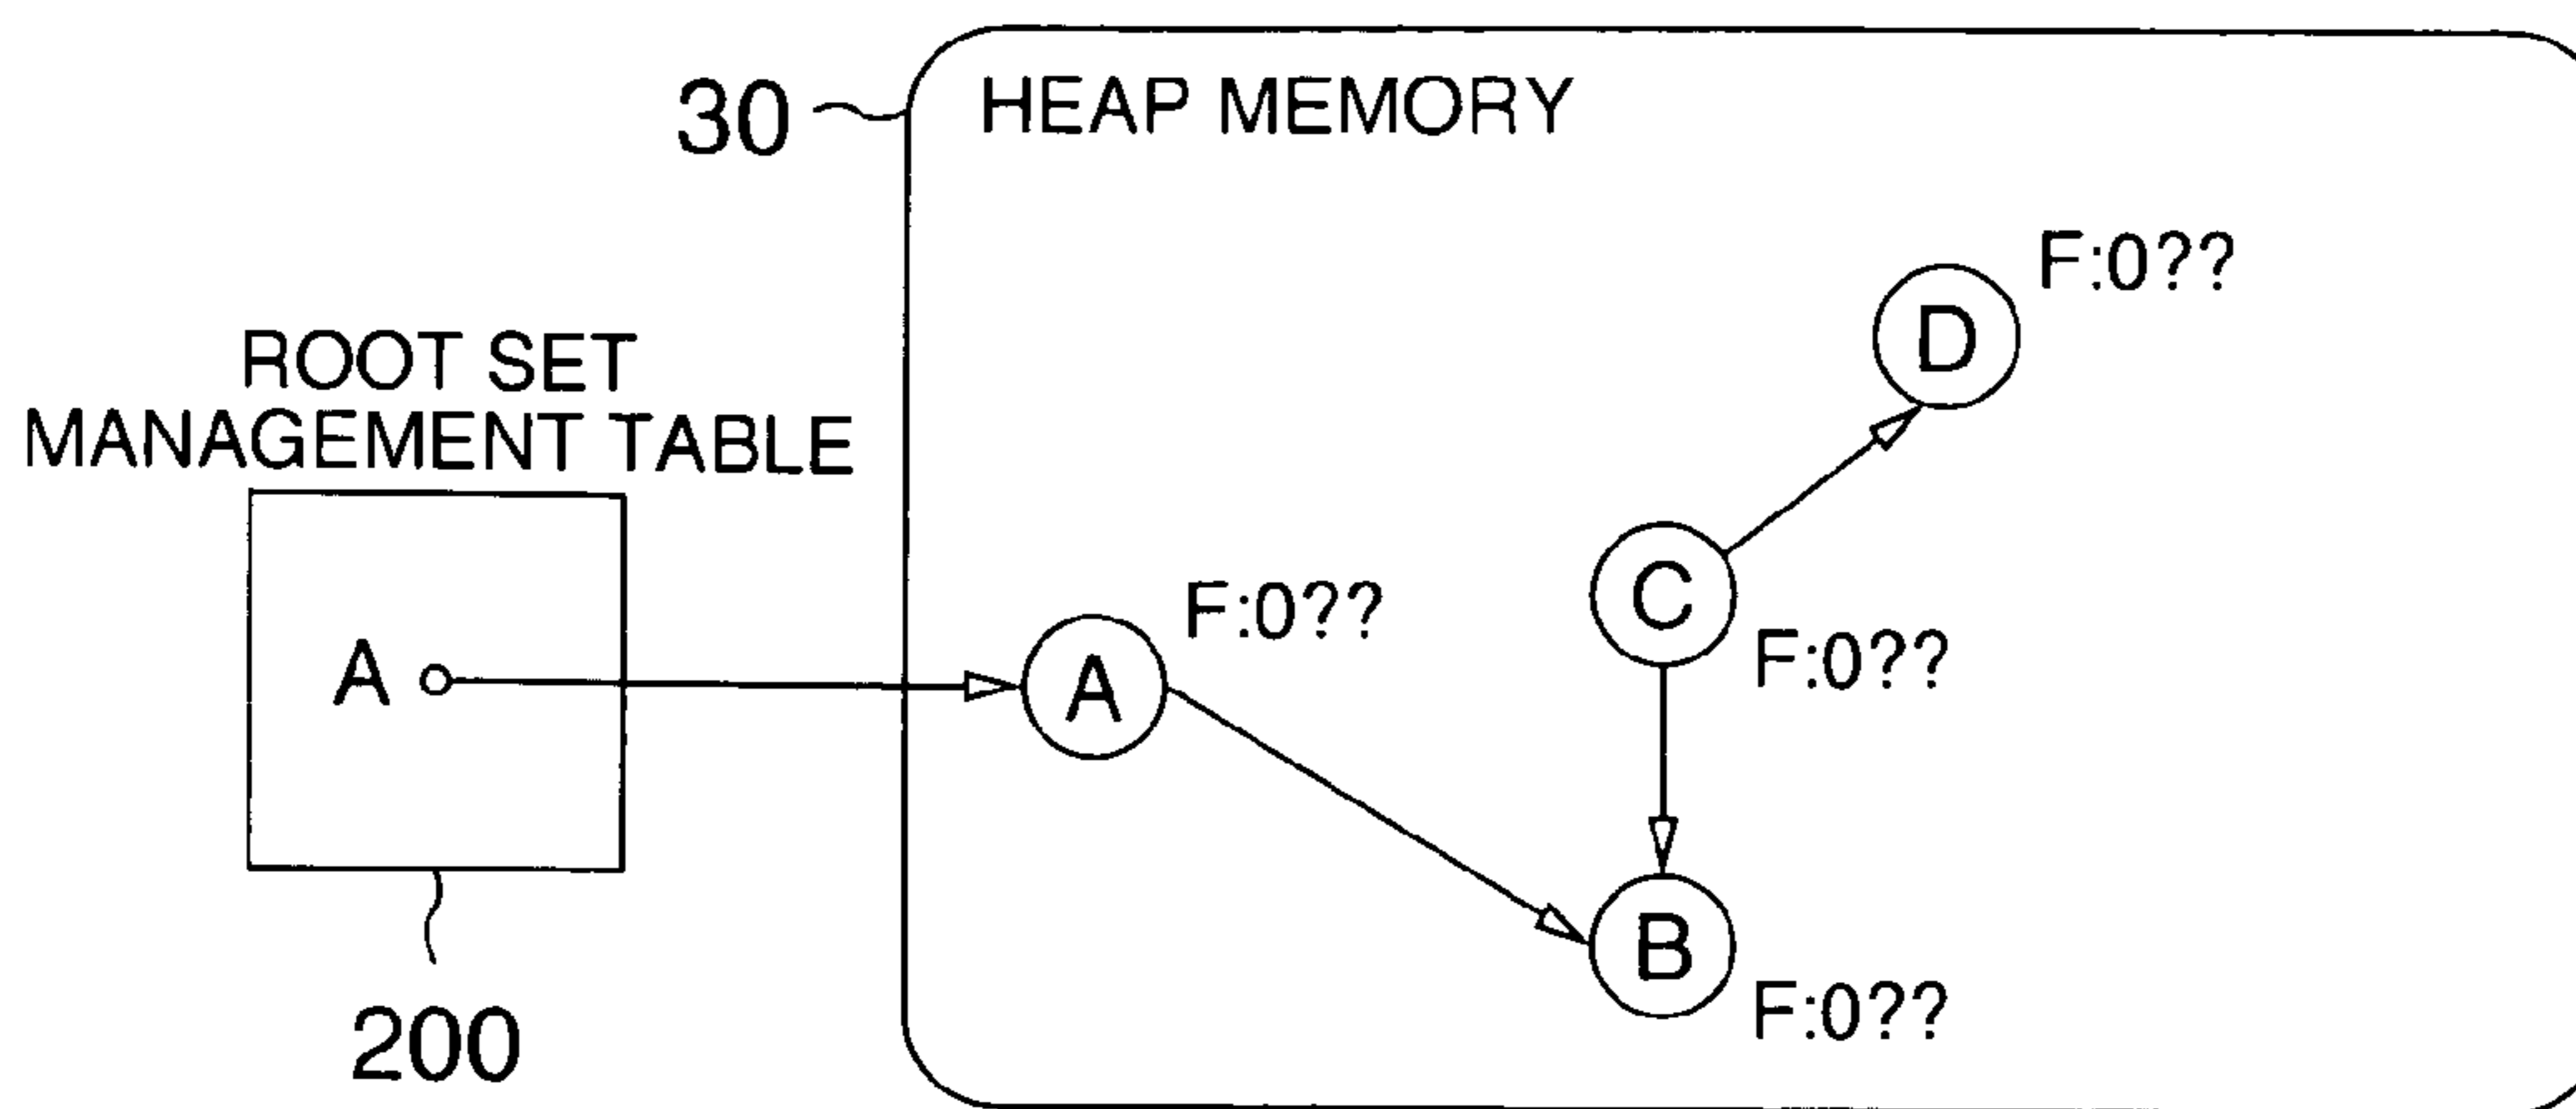 30
HEAP MEMORY
F:0??
D
ROOT SET
MANAGEMENT TABLE
C
F:0??
F:0??
A
A
B
F:0??
200